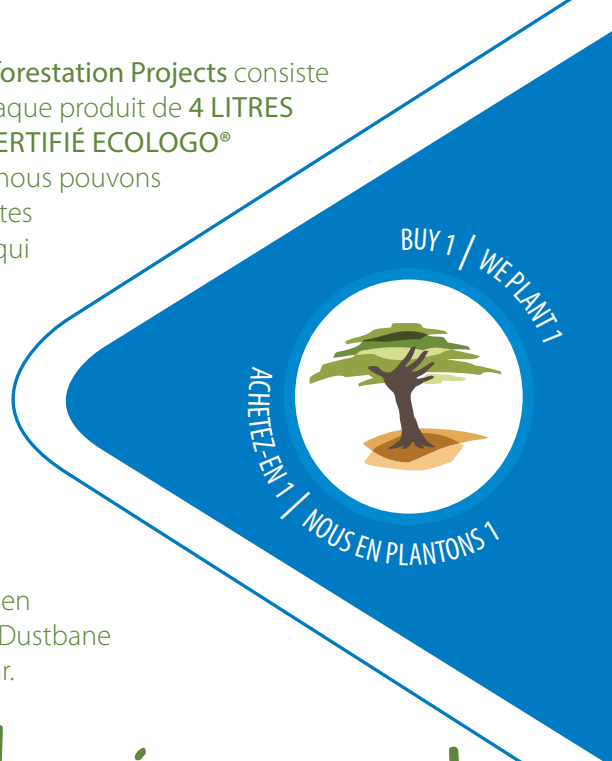 forestation Projects consiste
aque produit de 4 LITRES
ERTIFIÉ ECOLOGO®
nous pouvons
tes
qui
BUY 1 | WE PLANT 1
ACHETEZ-EN 1 | NOUS EN PLANTONS 1
en
Dustbane
r.